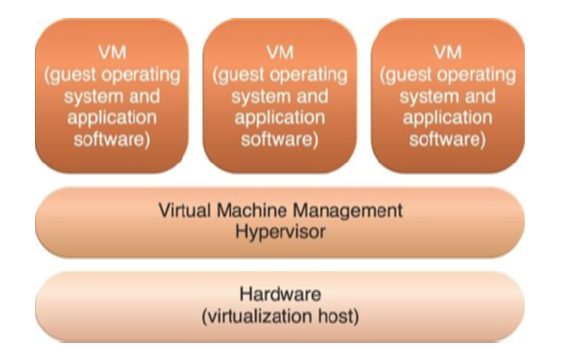 VM
(guest operating
system and
application
software)
VM
(guest operating
system and
application
software)
VM
(guest operating
system and
application
software)
Virtual Machine Management
Hypervisor
Hardware
(virtualization host)